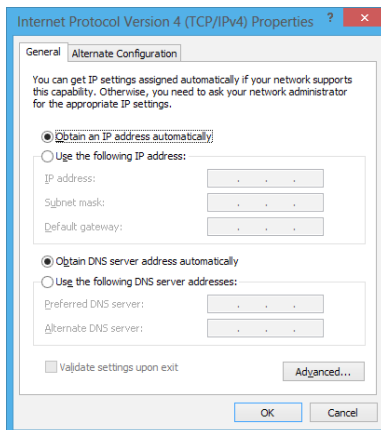 Internet Protocol Version 4 (TCP/IPv4) Properties ? ×
General Alternate Configuration
You can get IP settings assigned automatically if your network supports
this capability. Otherwise, you need to ask your network administrator
for the appropriate IP settings.
Obtain an IP address automatically
Use the following IP address:
IP address: . . .
Subnet mask: . . .
Default gateway: . . .
Obtain DNS server address automatically
Use the following DNS server addresses:
Preferred DNS server: . . .
Alternate DNS server: . . .
Validate settings upon exit
Advanced...
OK Cancel